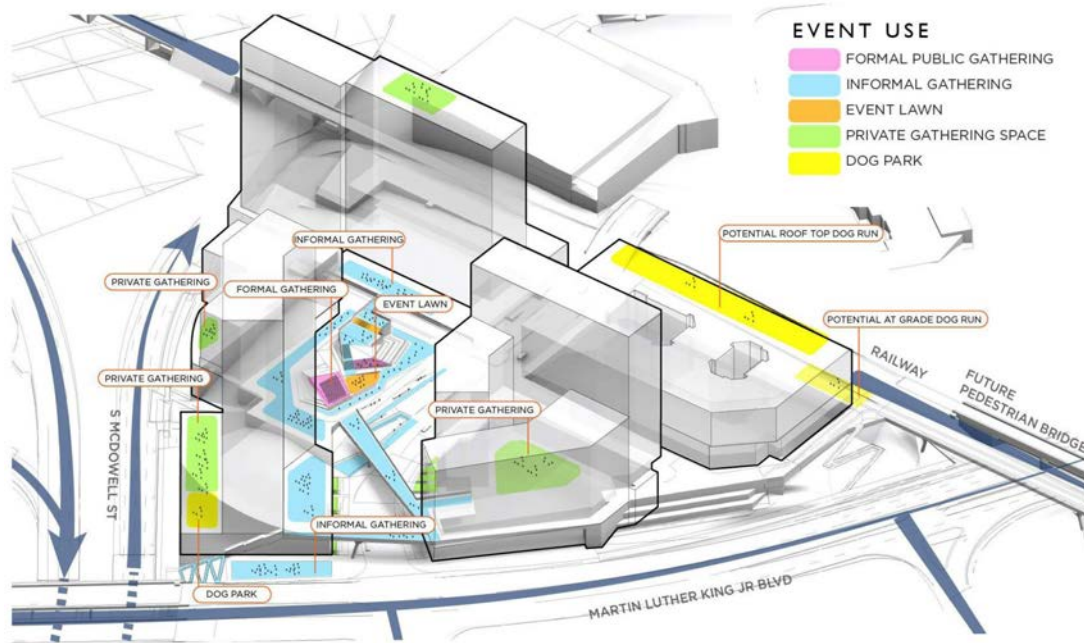 EVENT USE
FORMAL PUBLIC GATHERING
INFORMAL GATHERING
EVENT LAWN
PRIVATE GATHERING SPACE
DOG PARK
POTENTIAL ROOF TOP DOG RUN
INFORMAL GATHERING
PRIVATE GATHERING
FORMAL GATHERING
EVENT LAWN
POTENTIAL AT GRADE DOG RUN
RAILWAY
FUTURE
PEDESTRIAN BRIDGE
PRIVATE GATHERING
PRIVATE GATHERING
S MCDOWELL ST
INFORMAL GATHERING
DOG PARK
MARTIN LUTHER KING JR BLVD